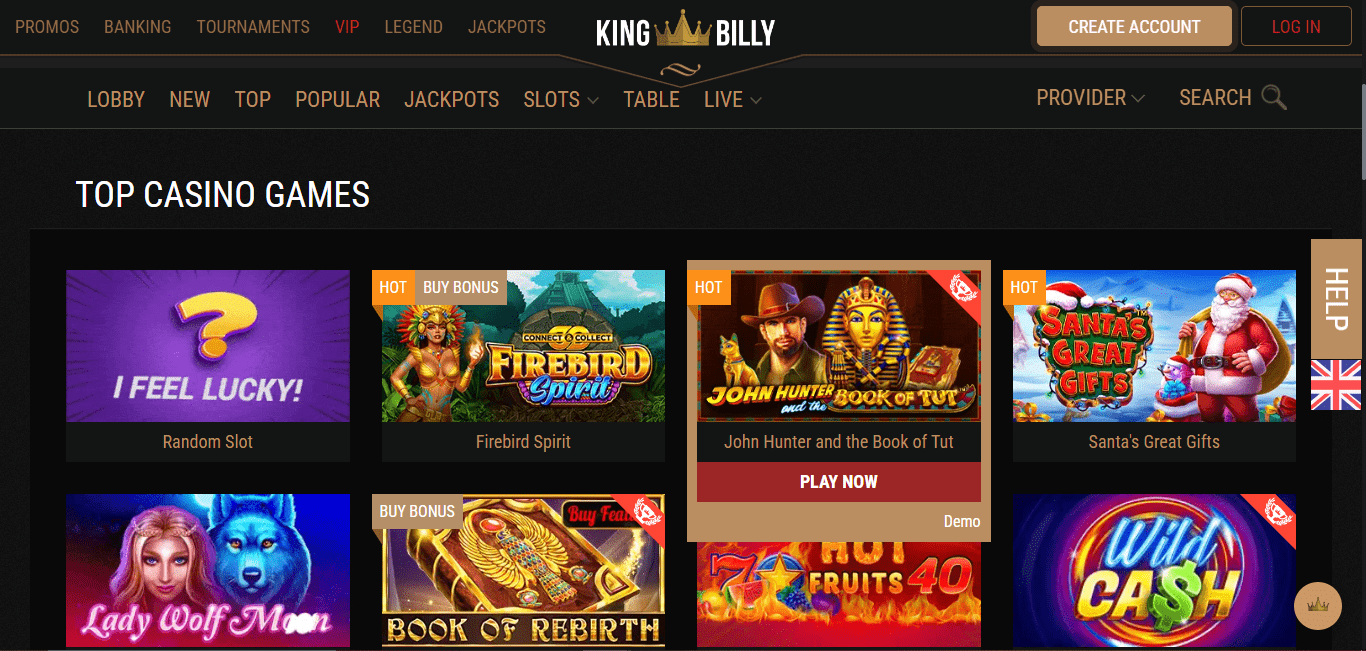 PROMOS BANKING TOURNAMENTS VIP LEGEND JACKPOTS KING BILLY CREATE ACCOUNT LOG IN
LOBBY NEW TOP POPULAR JACKPOTS SLOTS TABLE LIVE PROVIDER SEARCH
TOP CASINO GAMES
HELP
I FEEL LUCKY!
Random Slot
HOT BUY BONUS
CONNECT & COLLECT
FIREBIRD
Spirit
Firebird Spirit
HOT
JOHN HUNTER
and the BOOK OF TUT
John Hunter and the Book of Tut
PLAY NOW
Demo
HOT
SANTA'S
GREAT
GIFTS
Santa's Great Gifts
Lady Wolf Moon
BUY BONUS
BOOK OF REBIRTH
HOT
FRUITS 40
Wild
CA$H